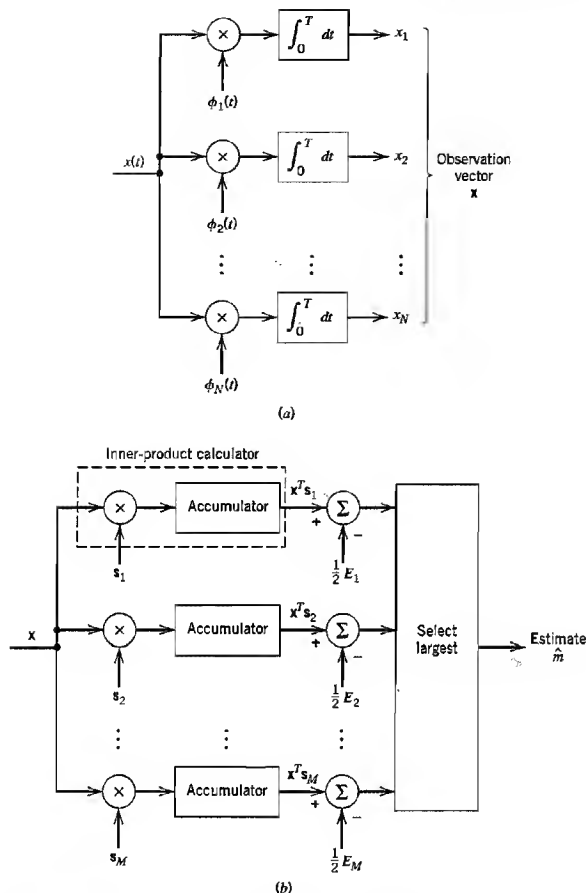 x(t)
∫₀ᵀ dt
x₁
ϕ₁(t)
∫₀ᵀ dt
x₂
ϕ₂(t)
Observation
vector
x
∫₀ᵀ dt
x_N
ϕ_N(t)
(a)
Inner-product calculator
x
Accumulator
xᵀs₁
+
Σ
−
s₁
½ E₁
Accumulator
xᵀs₂
+
Σ
−
s₂
½ E₂
Accumulator
xᵀs_M
+
Σ
−
s_M
½ E_M
Select
largest
Estimate
m̂
(b)